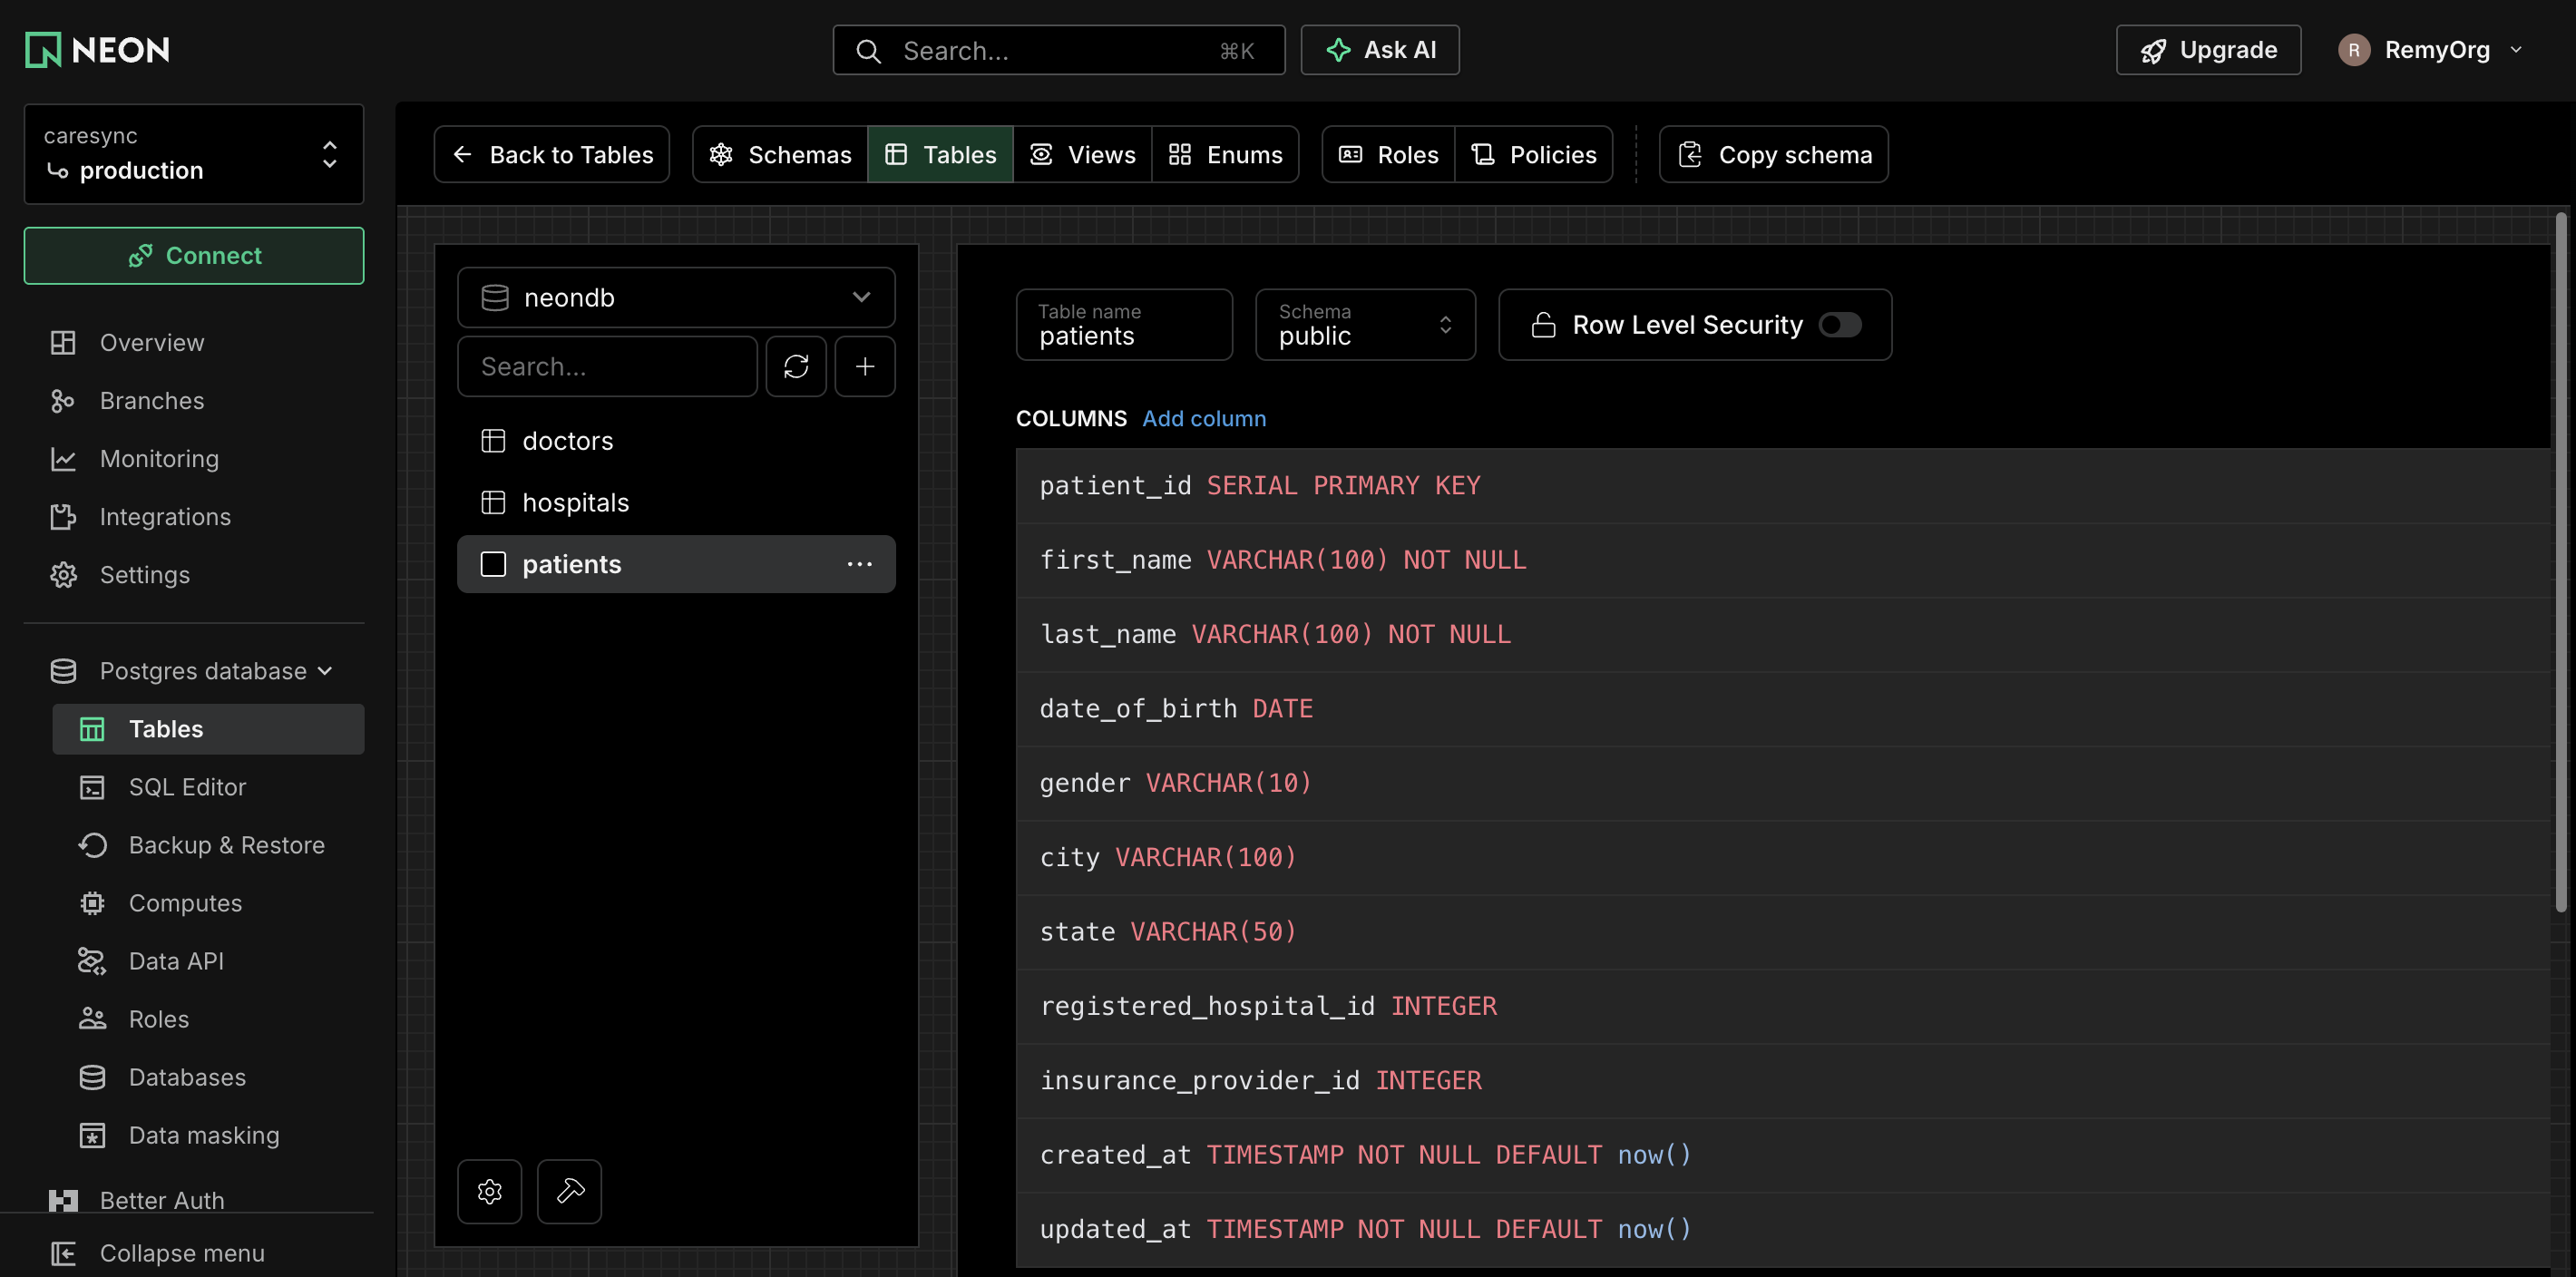 NEON
Search... ⌘K
Ask AI
Upgrade
R RemyOrg
caresync
production
Connect
Overview
Branches
Monitoring
Integrations
Settings
Postgres database
Tables
SQL Editor
Backup & Restore
Computes
Data API
Roles
Databases
Data masking
Better Auth
Collapse menu
Back to Tables
Schemas
Tables
Views
Enums
Roles
Policies
Copy schema
neondb
Search...
doctors
hospitals
patients
Table name
patients
Schema
public
Row Level Security
COLUMNS Add column
patient_id SERIAL PRIMARY KEY
first_name VARCHAR(100) NOT NULL
last_name VARCHAR(100) NOT NULL
date_of_birth DATE
gender VARCHAR(10)
city VARCHAR(100)
state VARCHAR(50)
registered_hospital_id INTEGER
insurance_provider_id INTEGER
created_at TIMESTAMP NOT NULL DEFAULT now()
updated_at TIMESTAMP NOT NULL DEFAULT now()